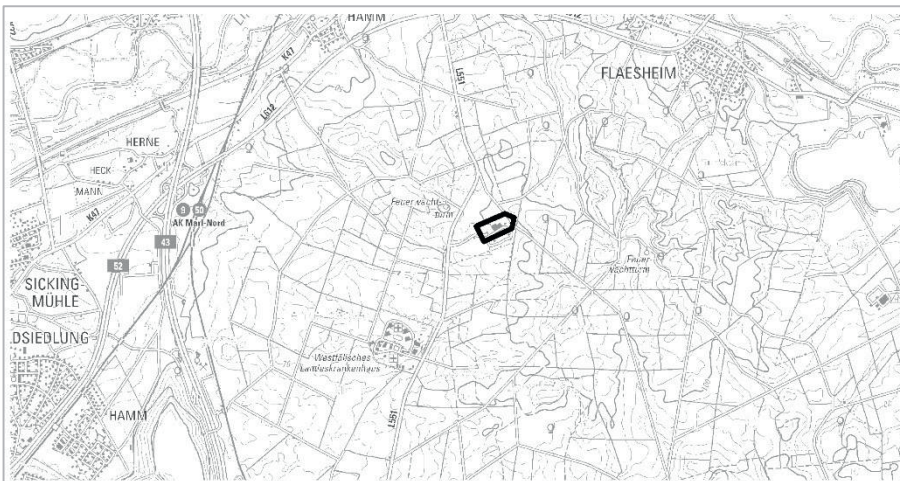 HAMM
K47
L551
FLAESHEIM
L612
HERNE
HECK
MANN
K47
9
50
AK Marl-Nord
Feuerwacht-
turm
43
52
Feuer
wachtturm
SICKING-
MÜHLE
DSIEDLUNG
Westfälisches
Landeskrankenhaus
HAMM
L551